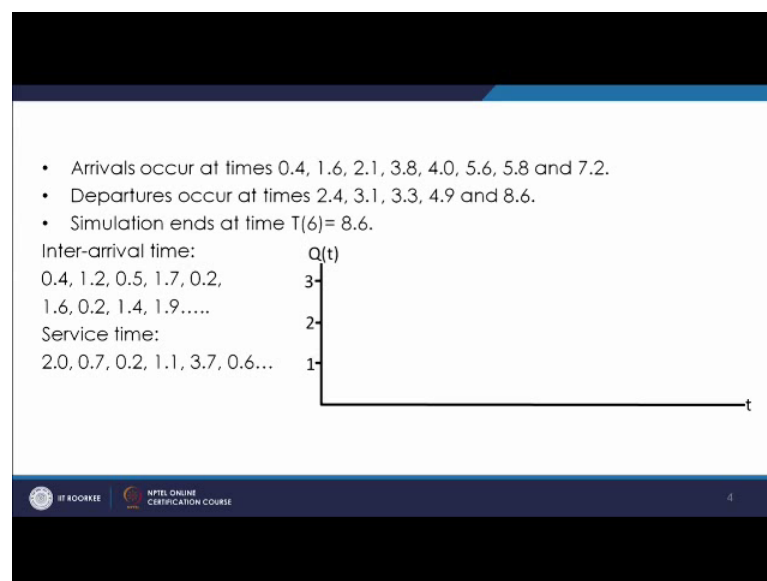 • Arrivals occur at times 0.4, 1.6, 2.1, 3.8, 4.0, 5.6, 5.8 and 7.2.
• Departures occur at times 2.4, 3.1, 3.3, 4.9 and 8.6.
• Simulation ends at time T(6)= 8.6.
Inter-arrival time:
0.4, 1.2, 0.5, 1.7, 0.2,
1.6, 0.2, 1.4, 1.9.....
Service time:
2.0, 0.7, 0.2, 1.1, 3.7, 0.6...
Q(t)
3
2
1
t
IIT ROORKEE
NPTEL ONLINE
CERTIFICATION COURSE
4